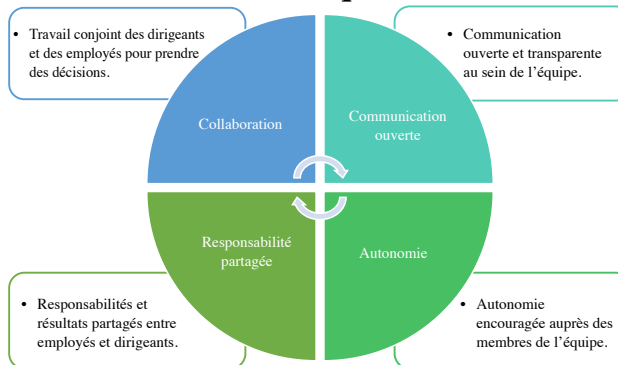 • Travail conjoint des dirigeants
et des employés pour prendre
des décisions.
• Communication
ouverte et transparente
au sein de l’équipe.
Collaboration
Communication
ouverte
Responsabilité
partagée
Autonomie
• Responsabilités et
résultats partagés entre
employés et dirigeants.
• Autonomie
encouragée auprès des
membres de l’équipe.